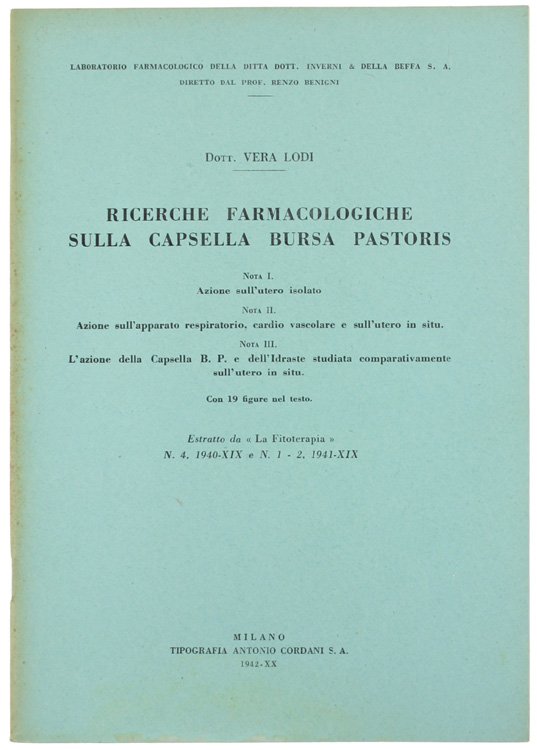 LABORATORIO FARMACOLOGICO DELLA DITTA DOTT. INVERNI & DELLA BEFFA S. A.
DIRETTO DAL PROF. RENZO BENIGNI
DOTT. VERA LODI
RICERCHE FARMACOLOGICHE
SULLA CAPSELLA BURSA PASTORIS
NOTA I.
Azione sull'utero isolato
NOTA II.
Azione sull'apparato respiratorio, cardio vascolare e sull'utero in situ.
NOTA III.
L'azione della Capsella B. P. e dell'Idraste studiata comparativamente
sull'utero in situ.
Con 19 figure nel testo.
Estratto da « La Fitoterapia »
N. 4, 1940-XIX e N. 1 - 2, 1941-XIX
MILANO
TIPOGRAFIA ANTONIO CORDANI S. A.
1942-XX